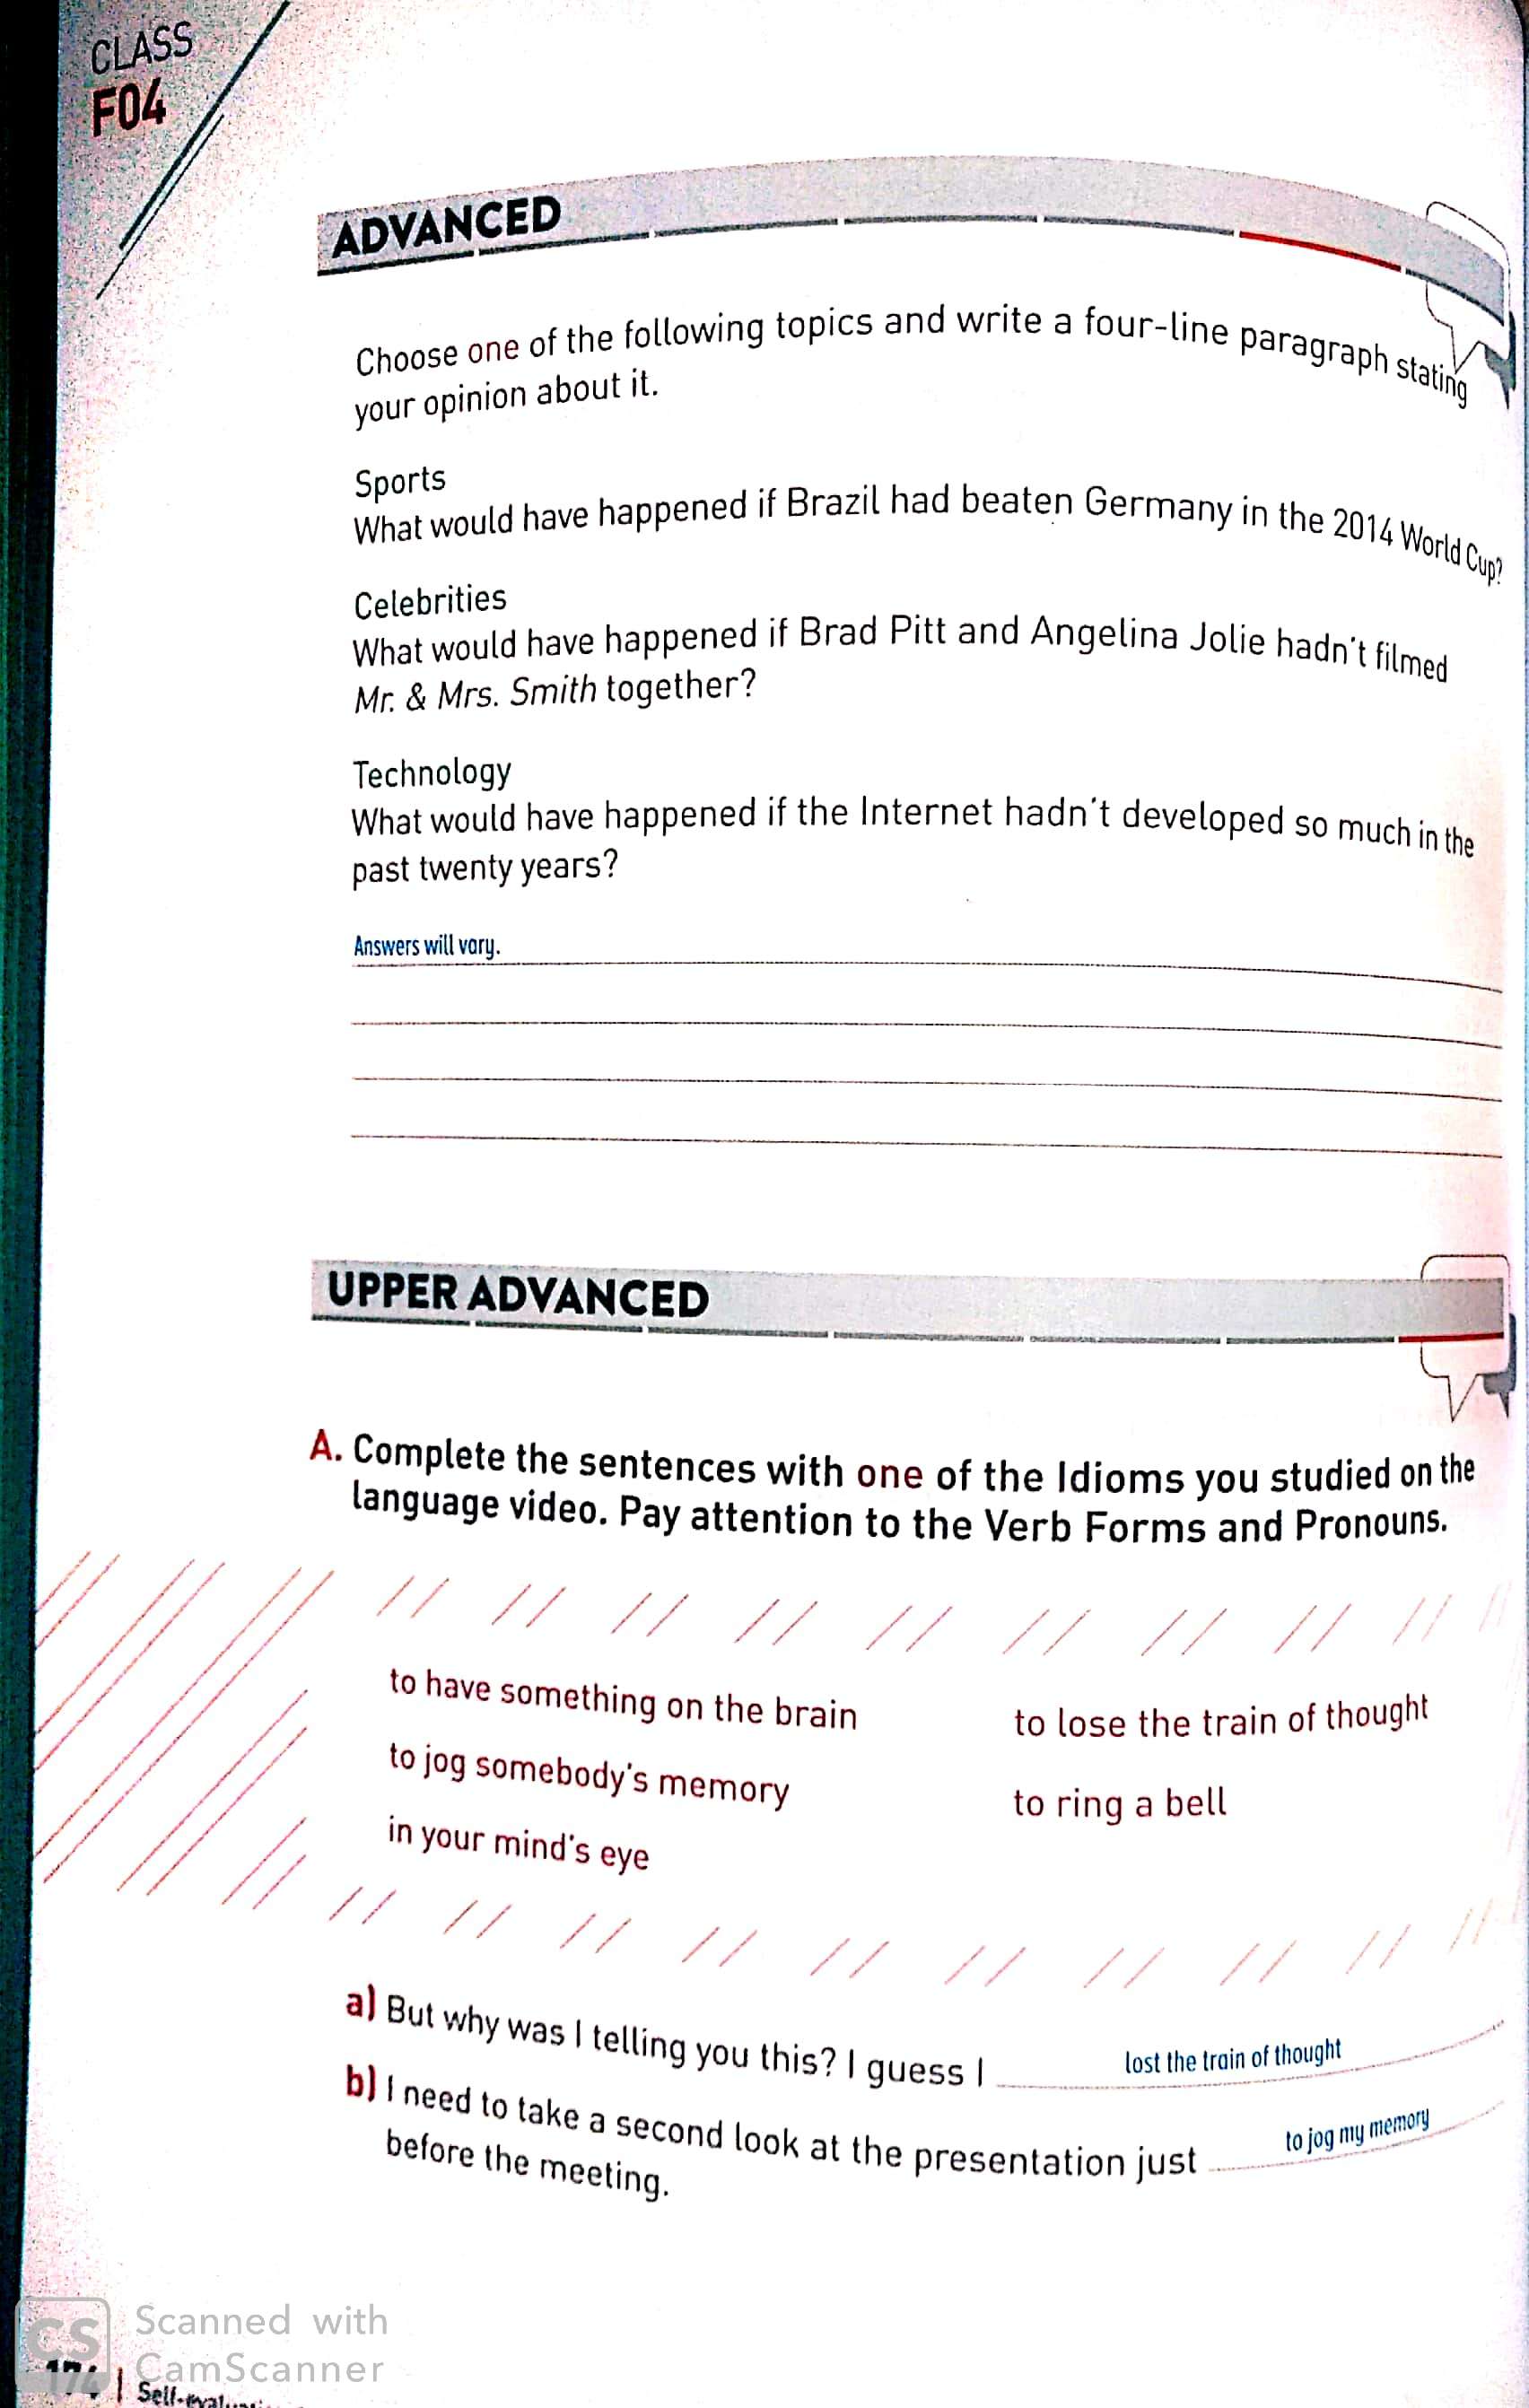 CLASS
F04
ADVANCED
Choose one of the following topics and write a four-line paragraph stating
your opinion about it.
Sports
What would have happened if Brazil had beaten Germany in the 2014 World Cup?
Celebrities
What would have happened if Brad Pitt and Angelina Jolie hadn't filmed
Mr. & Mrs. Smith together?
Technology
What would have happened if the Internet hadn't developed so much in the
past twenty years?
Answers will vary.
UPPER ADVANCED
A. Complete the sentences with one of the Idioms you studied on the
language video. Pay attention to the Verb Forms and Pronouns.
to have something on the brain
to jog somebody's memory
in your mind's eye
to lose the train of thought
to ring a bell
a) But why was I telling you this? I guess I lost the train of thought
b) I need to take a second look at the presentation just to jog my memory
before the meeting.
CS
Scanned with
CamScanner
174 |